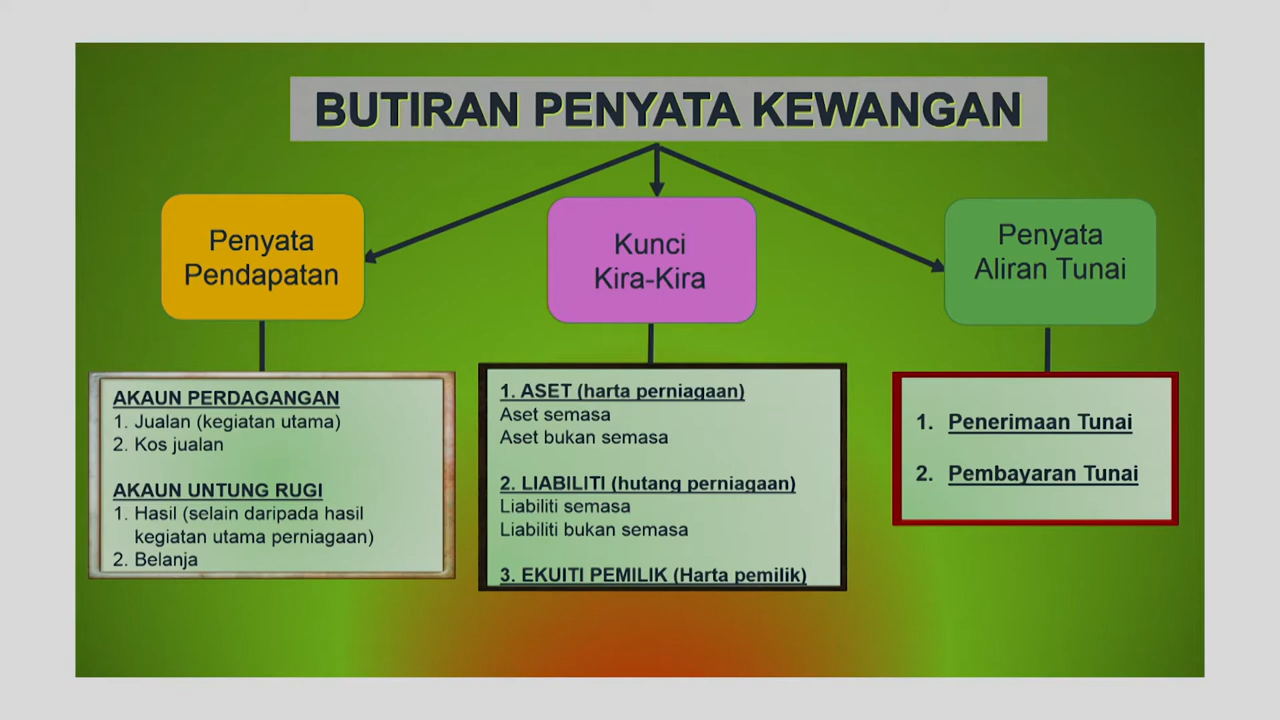 BUTIRAN PENYATA KEWANGAN
Penyata
Pendapatan
Kunci
Kira-Kira
Penyata
Aliran Tunai
AKAUN PERDAGANGAN
1. Jualan (kegiatan utama)
2. Kos jualan
AKAUN UNTUNG RUGI
1. Hasil (selain daripada hasil
kegiatan utama perniagaan)
2. Belanja
1. ASET (harta perniagaan)
Aset semasa
Aset bukan semasa
2. LIABILITI (hutang perniagaan)
Liabiliti semasa
Liabiliti bukan semasa
3. EKUITI PEMILIK (Harta pemilik)
1. Penerimaan Tunai
2. Pembayaran Tunai